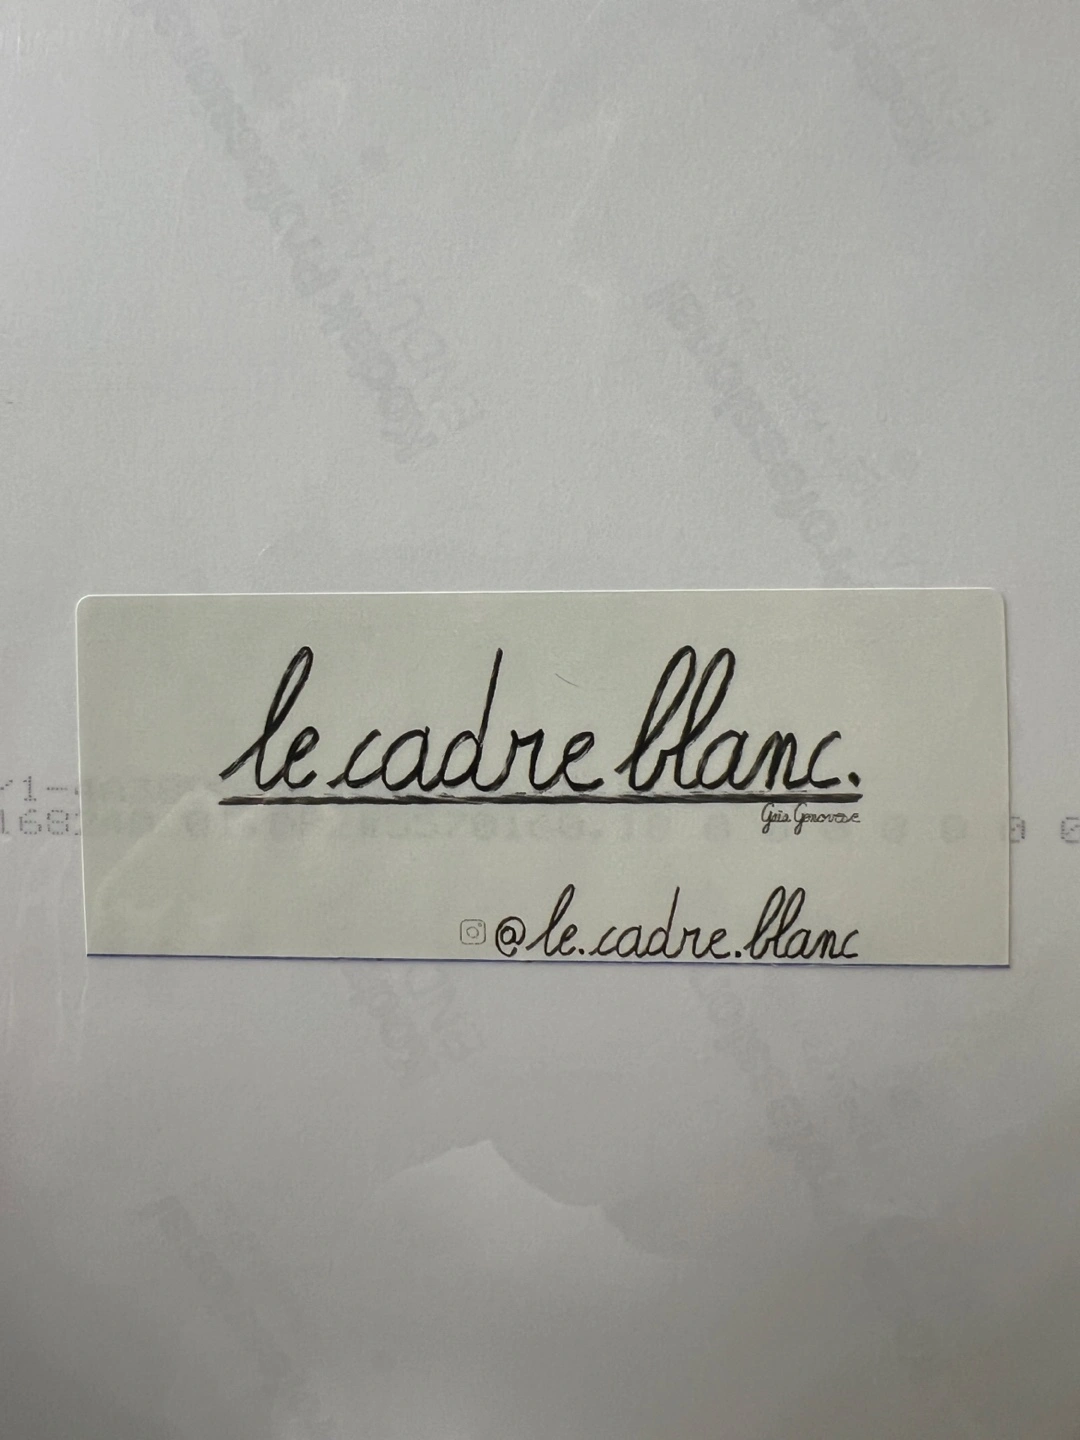 le cadre blanc.
Gaia Genovese
@le.cadre.blanc